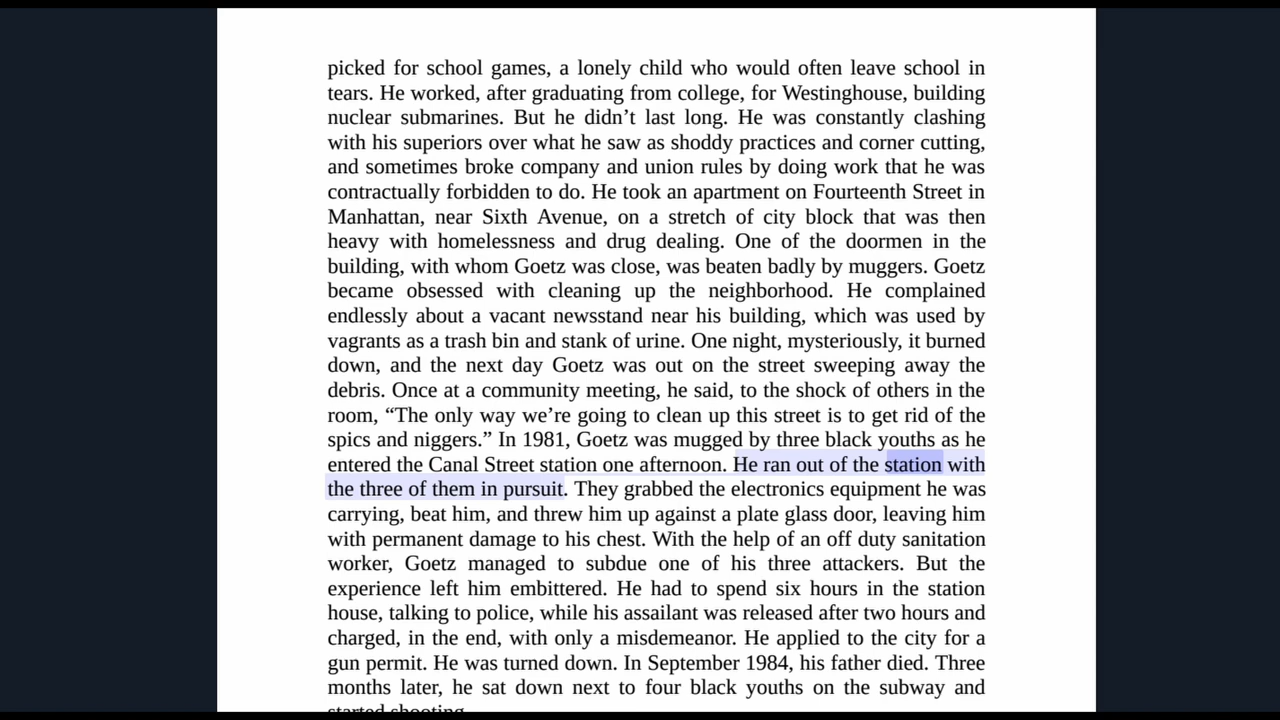 picked for school games, a lonely child who would often leave school in
tears. He worked, after graduating from college, for Westinghouse, building
nuclear submarines. But he didn’t last long. He was constantly clashing
with his superiors over what he saw as shoddy practices and corner cutting,
and sometimes broke company and union rules by doing work that he was
contractually forbidden to do. He took an apartment on Fourteenth Street in
Manhattan, near Sixth Avenue, on a stretch of city block that was then
heavy with homelessness and drug dealing. One of the doormen in the
building, with whom Goetz was close, was beaten badly by muggers. Goetz
became obsessed with cleaning up the neighborhood. He complained
endlessly about a vacant newsstand near his building, which was used by
vagrants as a trash bin and stank of urine. One night, mysteriously, it burned
down, and the next day Goetz was out on the street sweeping away the
debris. Once at a community meeting, he said, to the shock of others in the
room, “The only way we’re going to clean up this street is to get rid of the
spics and niggers.” In 1981, Goetz was mugged by three black youths as he
entered the Canal Street station one afternoon. He ran out of the station with
the three of them in pursuit. They grabbed the electronics equipment he was
carrying, beat him, and threw him up against a plate glass door, leaving him
with permanent damage to his chest. With the help of an off duty sanitation
worker, Goetz managed to subdue one of his three attackers. But the
experience left him embittered. He had to spend six hours in the station
house, talking to police, while his assailant was released after two hours and
charged, in the end, with only a misdemeanor. He applied to the city for a
gun permit. He was turned down. In September 1984, his father died. Three
months later, he sat down next to four black youths on the subway and
started shooting.